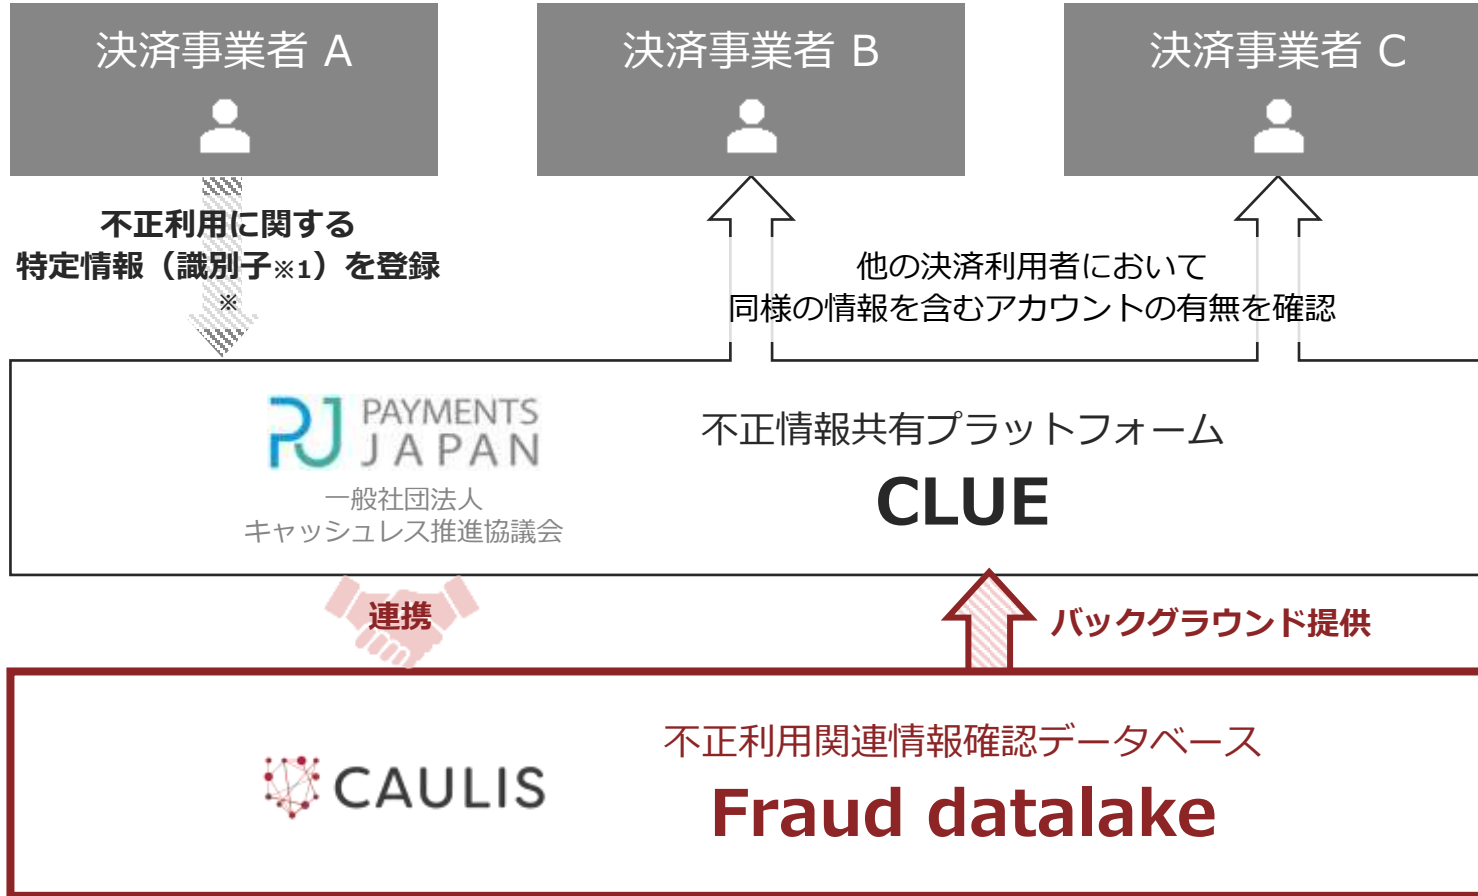 決済事業者 A
決済事業者 B
決済事業者 C
不正利用に関する
特定情報（識別子※1）を登録
※
他の決済利用者において
同様の情報を含むアカウントの有無を確認
PAYMENTS
JAPAN
一般社団法人
キャッシュレス推進協議会
不正情報共有プラットフォーム
CLUE
連携
バックグラウンド提供
CAULIS
不正利用関連情報確認データベース
Fraud datalake